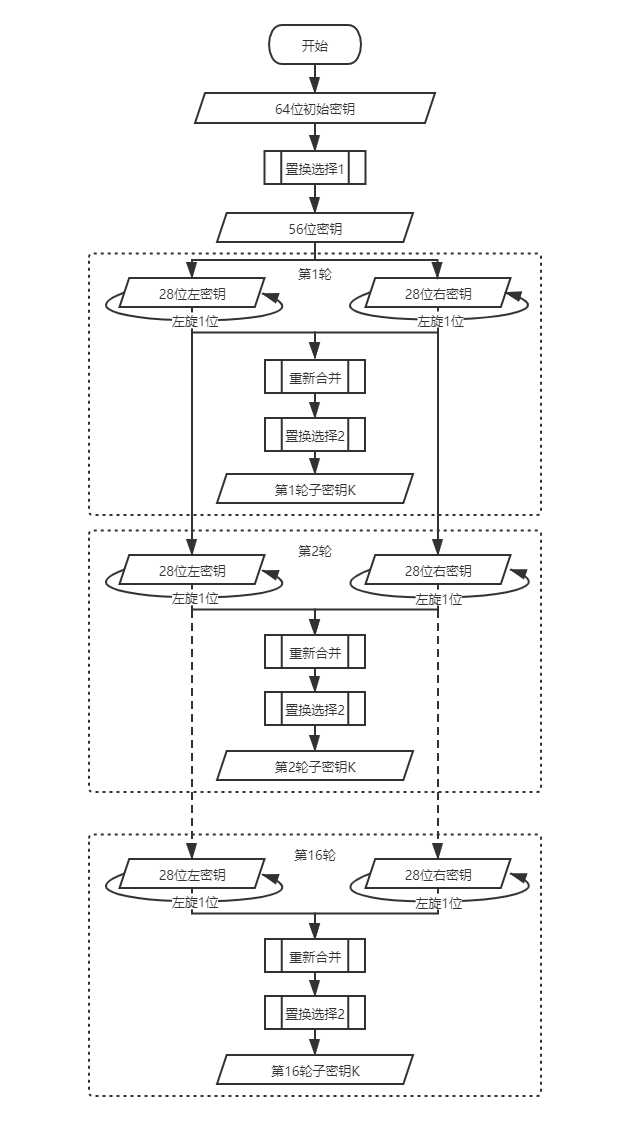 开始
64位初始密钥
置换选择1
56位密钥
第1轮
28位左密钥
28位右密钥
左旋1位
左旋1位
重新合并
置换选择2
第1轮子密钥K
第2轮
28位左密钥
28位右密钥
左旋1位
左旋1位
重新合并
置换选择2
第2轮子密钥K
第16轮
28位左密钥
28位右密钥
左旋1位
左旋1位
重新合并
置换选择2
第16轮子密钥K